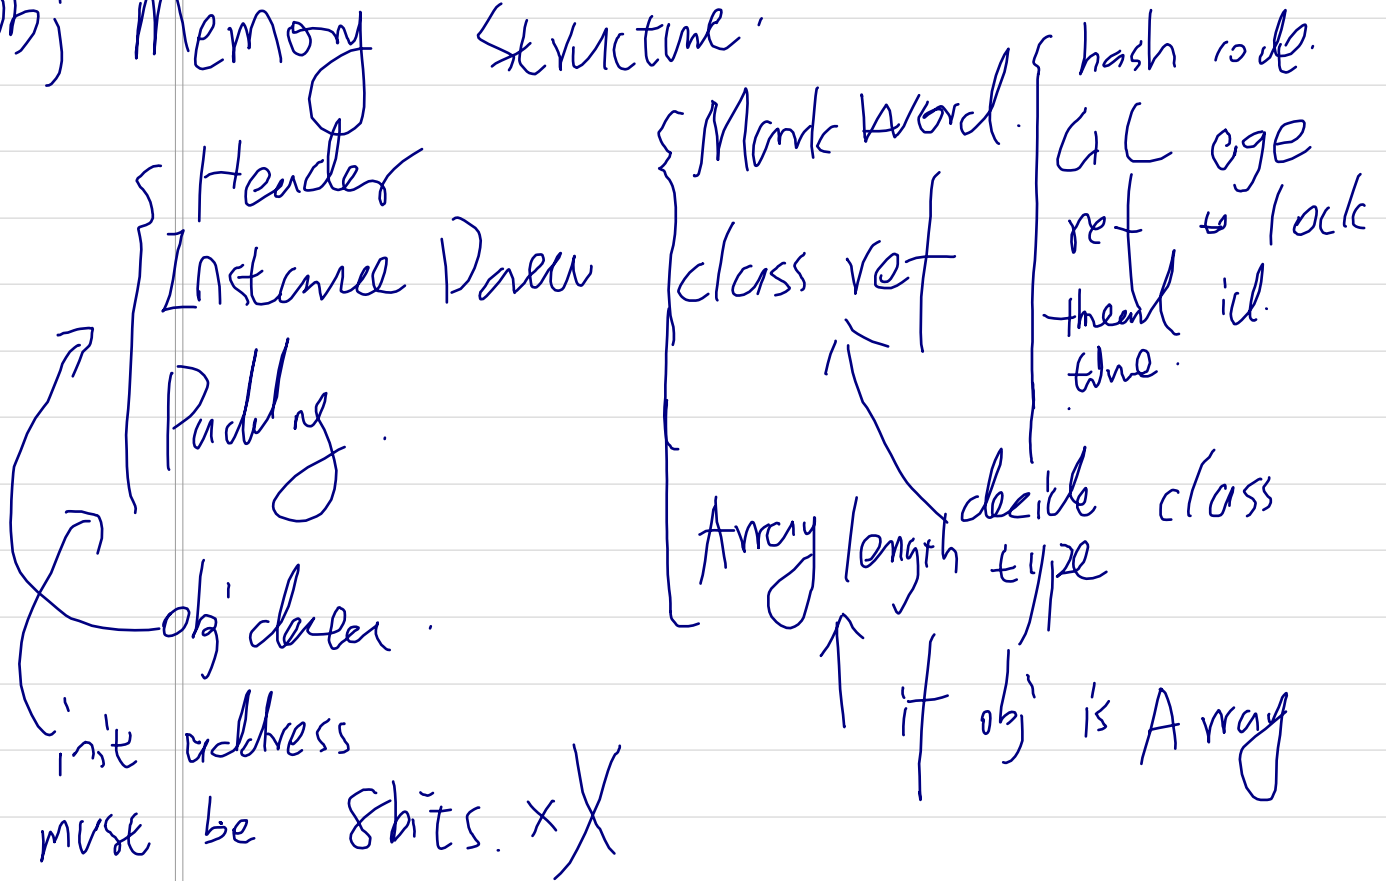 Obj Memory Structure.
Header
Instance Data
Padding.
obj data.
init address
must be 8bits. x X
Mark Word.
class ref
Array length
hash code.
GC age
ref to lock
thread id.
time.
decide class
type
if obj is Array